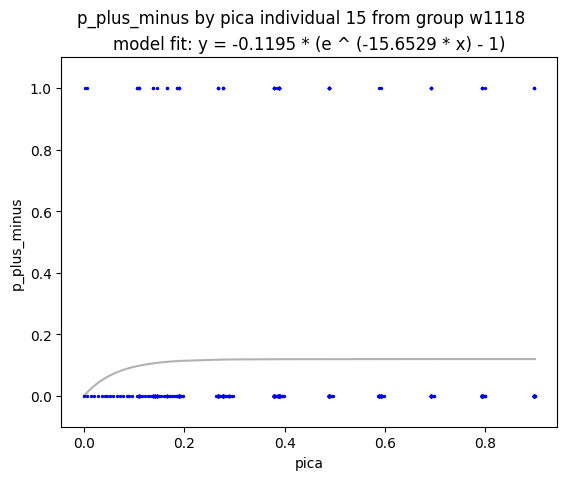 p_plus_minus by pica individual 15 from group w1118
model fit: y = -0.1195 * (e ^ (-15.6529 * x) - 1)
1.0
0.8
0.6
0.4
0.2
0.0
p_plus_minus
0.0 0.2 0.4 0.6 0.8
pica